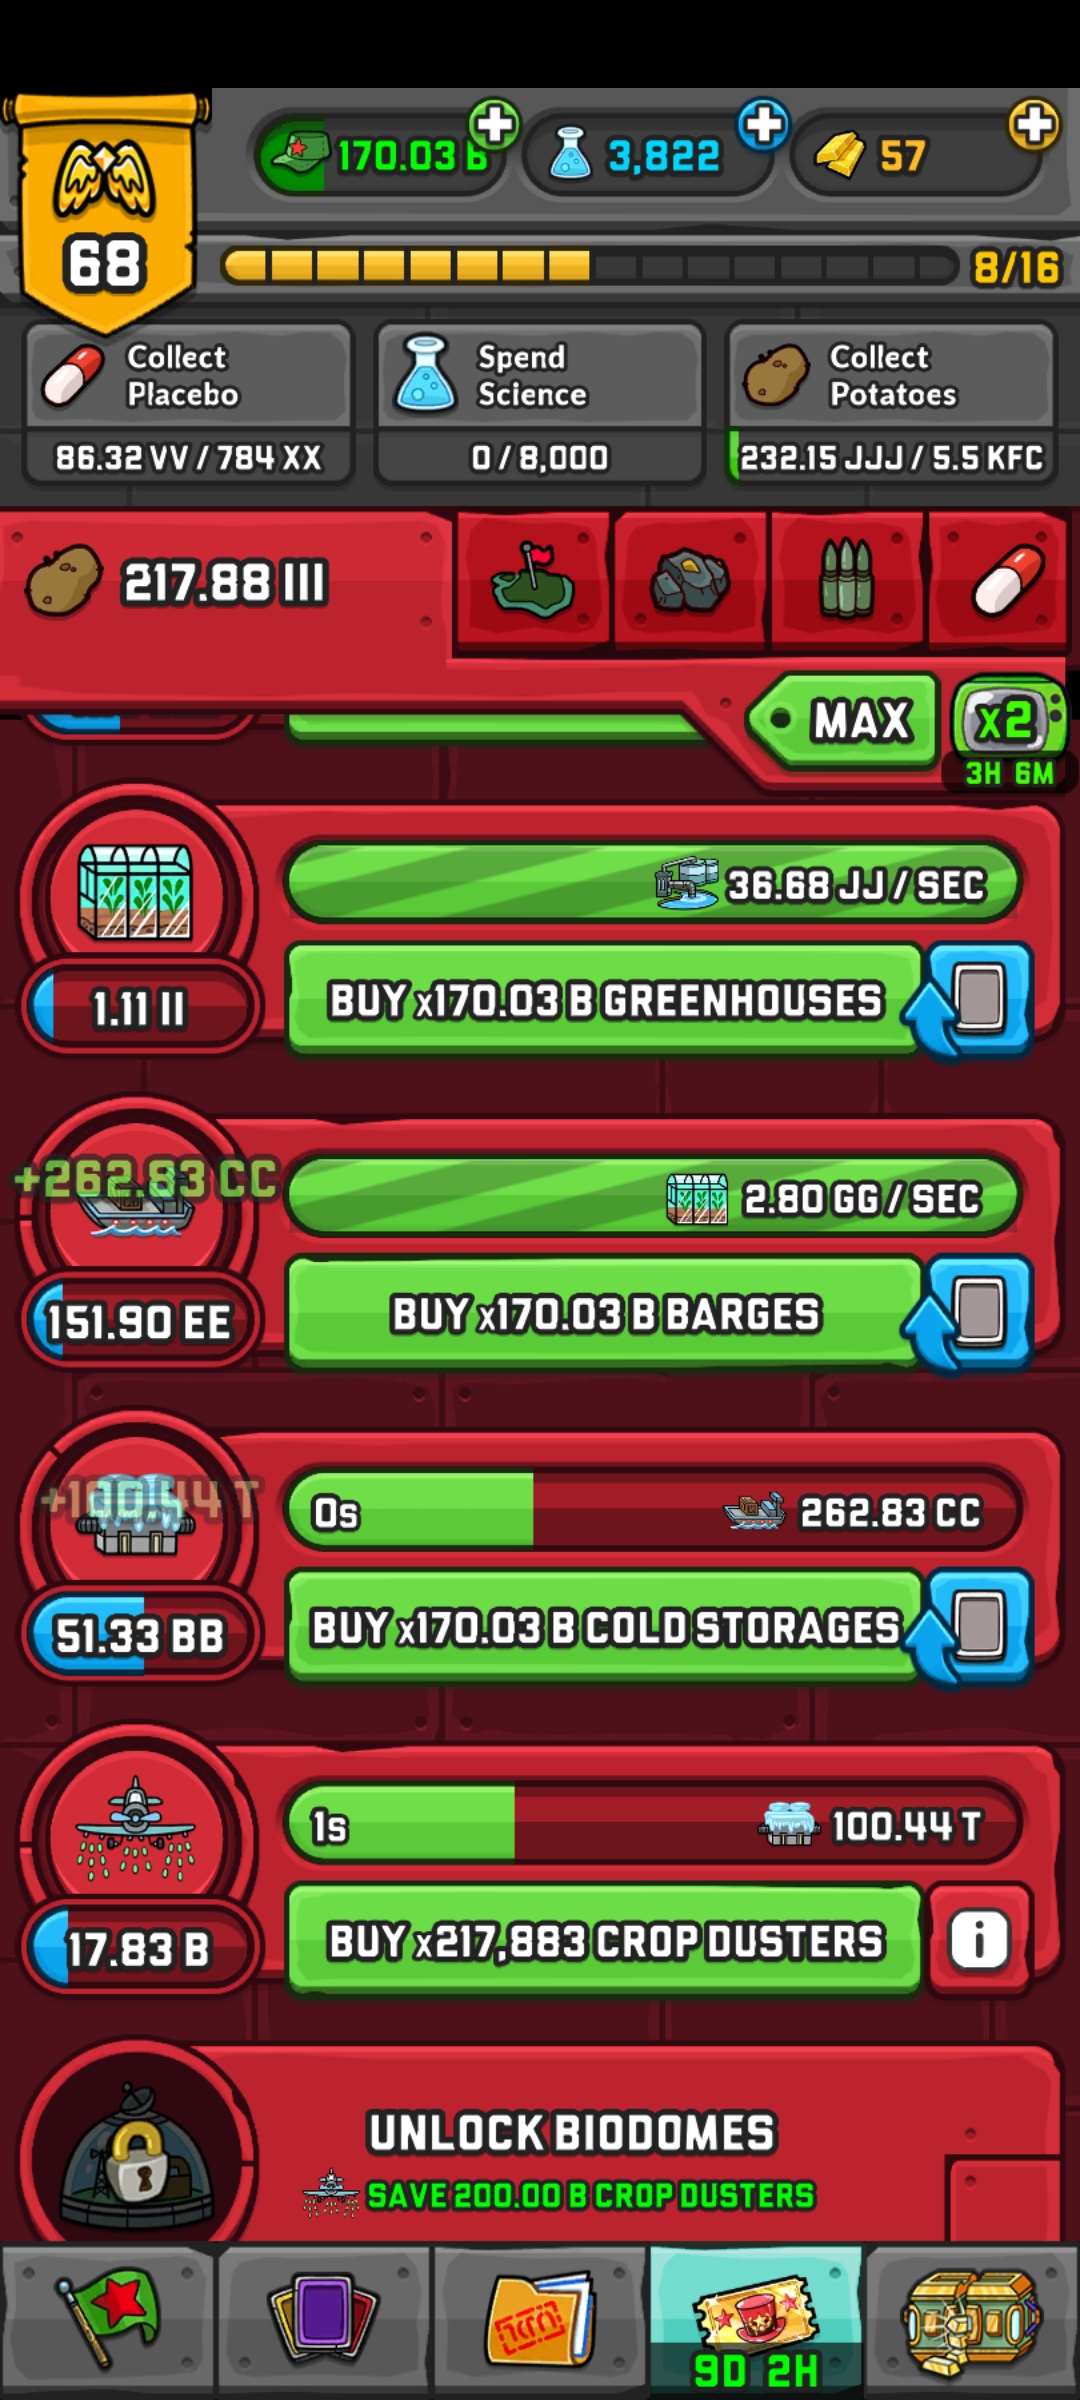 170.03 B
3,822
57
68
8/16
Collect
Placebo
86.32 VV / 784 XX
Spend
Science
0 / 8,000
Collect
Potatoes
232.15 JJJ / 5.5 KFC
217.88 III
MAX
x2
3H 6M
36.68 JJ / SEC
1.11 II
BUY x170.03 B GREENHOUSES
+262.83 CC
2.80 GG / SEC
151.90 EE
BUY x170.03 B BARGES
+100.44 T
0s
262.83 CC
51.33 BB
BUY x170.03 B COLD STORAGES
1s
100.44 T
17.83 B
BUY x217,883 CROP DUSTERS
i
UNLOCK BIODOMES
SAVE 200.00 B CROP DUSTERS
9D 2H